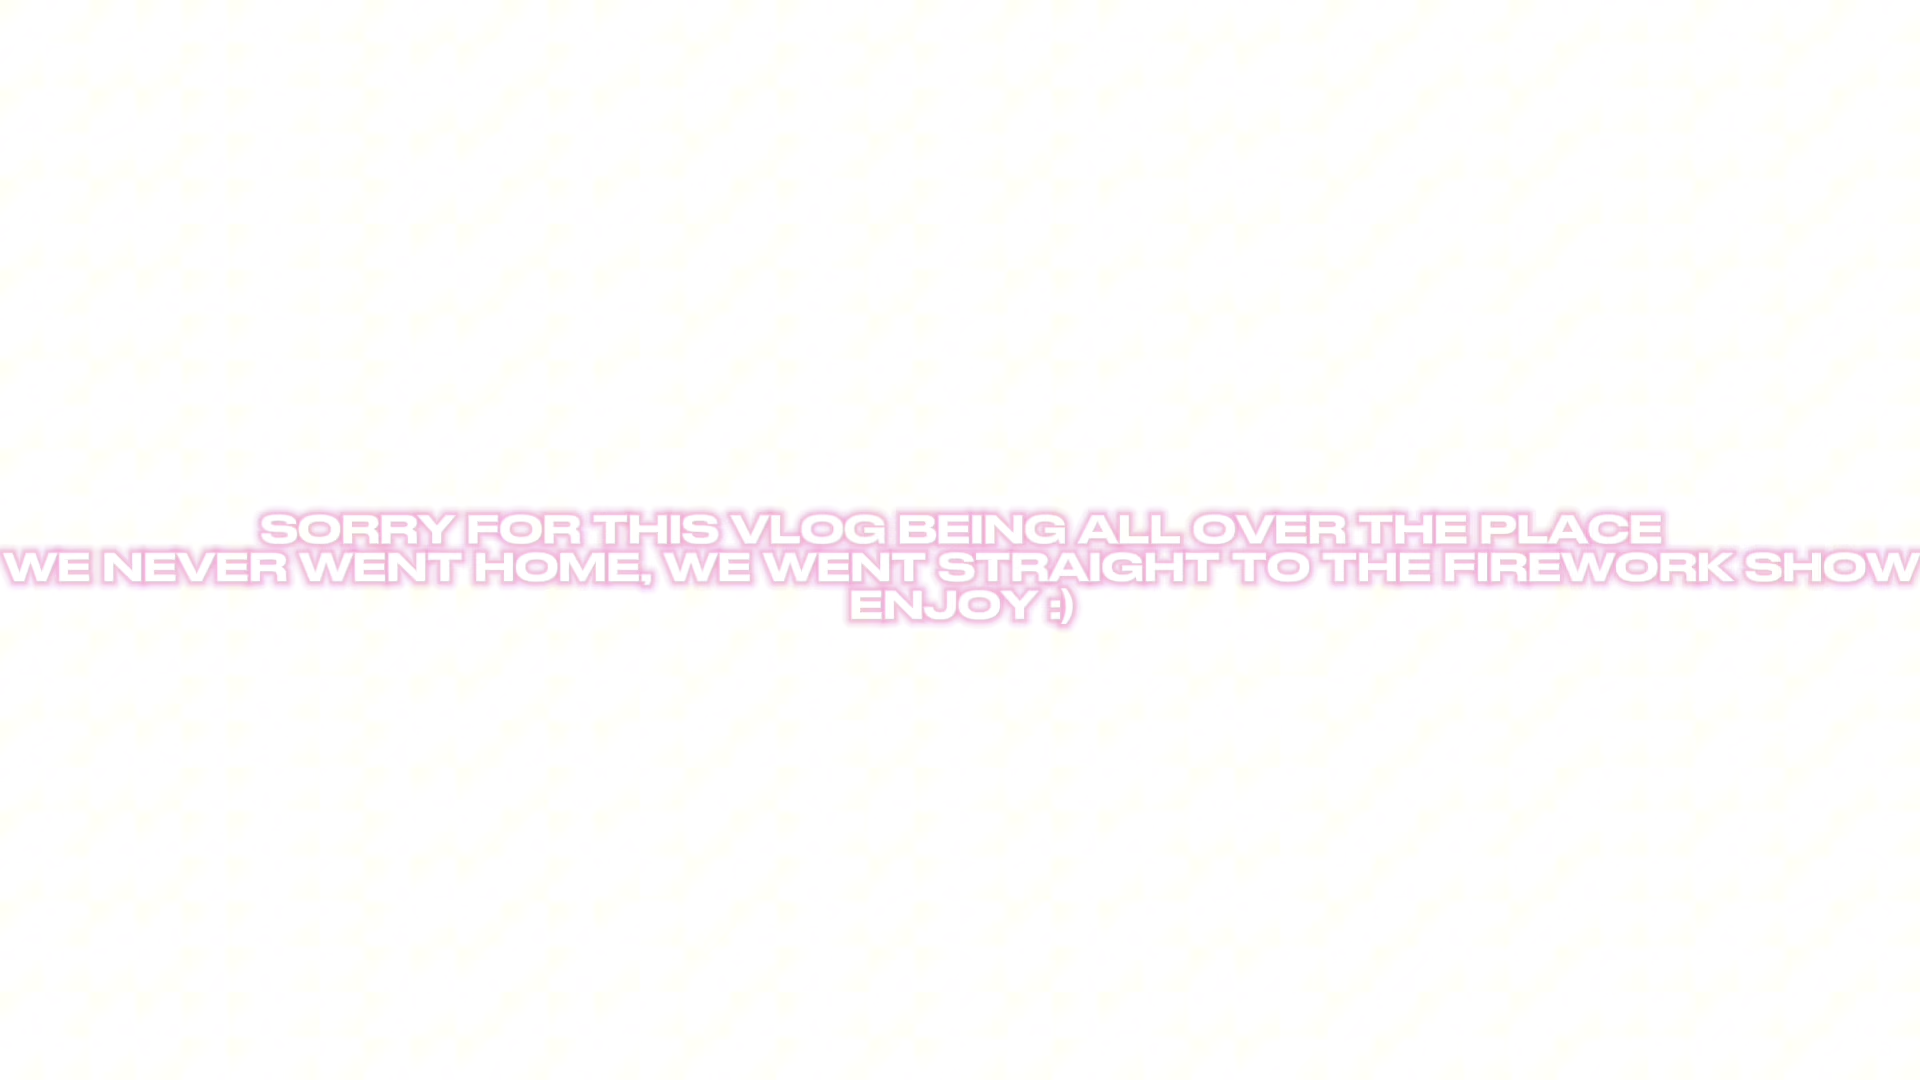 SORRY FOR THIS VLOG BEING ALL OVER THE PLACE
WE NEVER WENT HOME, WE WENT STRAIGHT TO THE FIREWORK SHOW
ENJOY :)